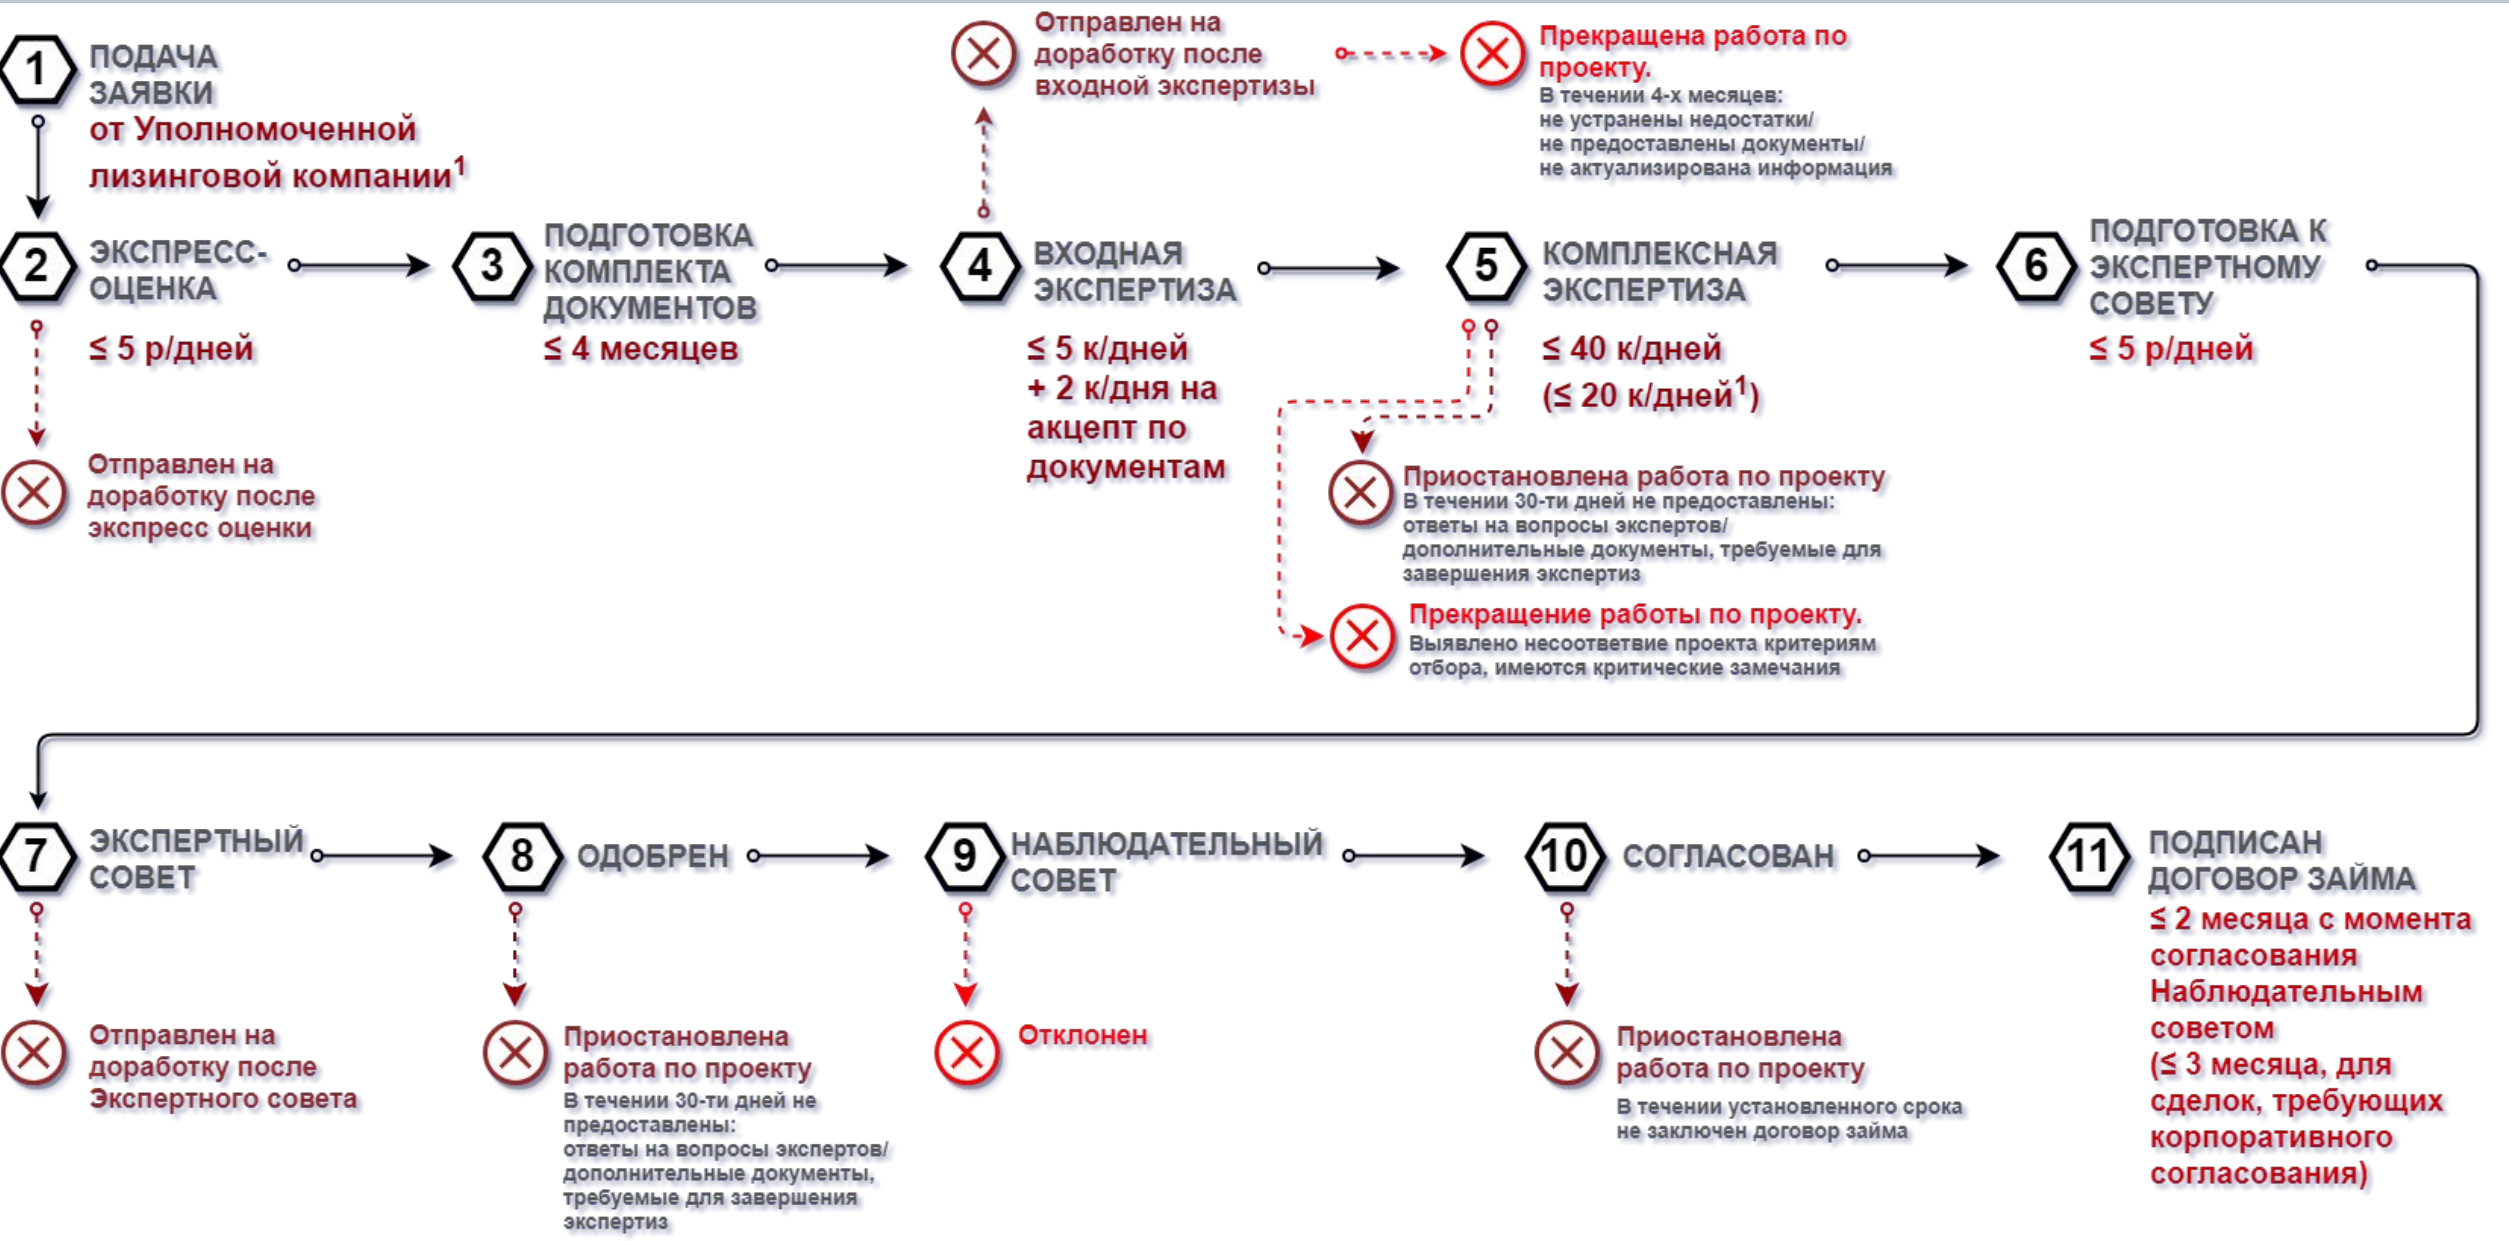 1
ПОДАЧА
ЗАЯВКИ
от Уполномоченной
лизинговой компании¹
2
ЭКСПРЕСС-
ОЦЕНКА
≤ 5 р/дней
Отправлен на
доработку после
экспресс оценки
3
ПОДГОТОВКА
КОМПЛЕКТА
ДОКУМЕНТОВ
≤ 4 месяцев
4
ВХОДНАЯ
ЭКСПЕРТИЗА
≤ 5 к/дней
+ 2 к/дня на
акцепт по
документам
Отправлен на
доработку после
входной экспертизы
Прекращена работа по
проекту.
В течении 4-х месяцев:
не устранены недостатки/
не предоставлены документы/
не актуализирована информация
5
КОМПЛЕКСНАЯ
ЭКСПЕРТИЗА
≤ 40 к/дней
(≤ 20 к/дней¹)
Приостановлена работа по проекту
В течении 30-ти дней не предоставлены:
ответы на вопросы экспертов/
дополнительные документы, требуемые для
завершения экспертиз
Прекращение работы по проекту.
Выявлено несоответвие проекта критериям
отбора, имеются критические замечания
6
ПОДГОТОВКА К
ЭКСПЕРТНОМУ
СОВЕТУ
≤ 5 р/дней
7
ЭКСПЕРТНЫЙ
СОВЕТ
Отправлен на
доработку после
Экспертного совета
8
ОДОБРЕН
Приостановлена
работа по проекту
В течении 30-ти дней не
предоставлены:
ответы на вопросы экспертов/
дополнительные документы,
требуемые для завершения
экспертиз
9
НАБЛЮДАТЕЛЬНЫЙ
СОВЕТ
Отклонен
10
СОГЛАСОВАН
Приостановлена
работа по проекту
В течении установленного срока
не заключен договор займа
11
ПОДПИСАН
ДОГОВОР ЗАЙМА
≤ 2 месяца с момента
согласования
Наблюдательным
советом
(≤ 3 месяца, для
сделок, требующих
корпоративного
согласования)